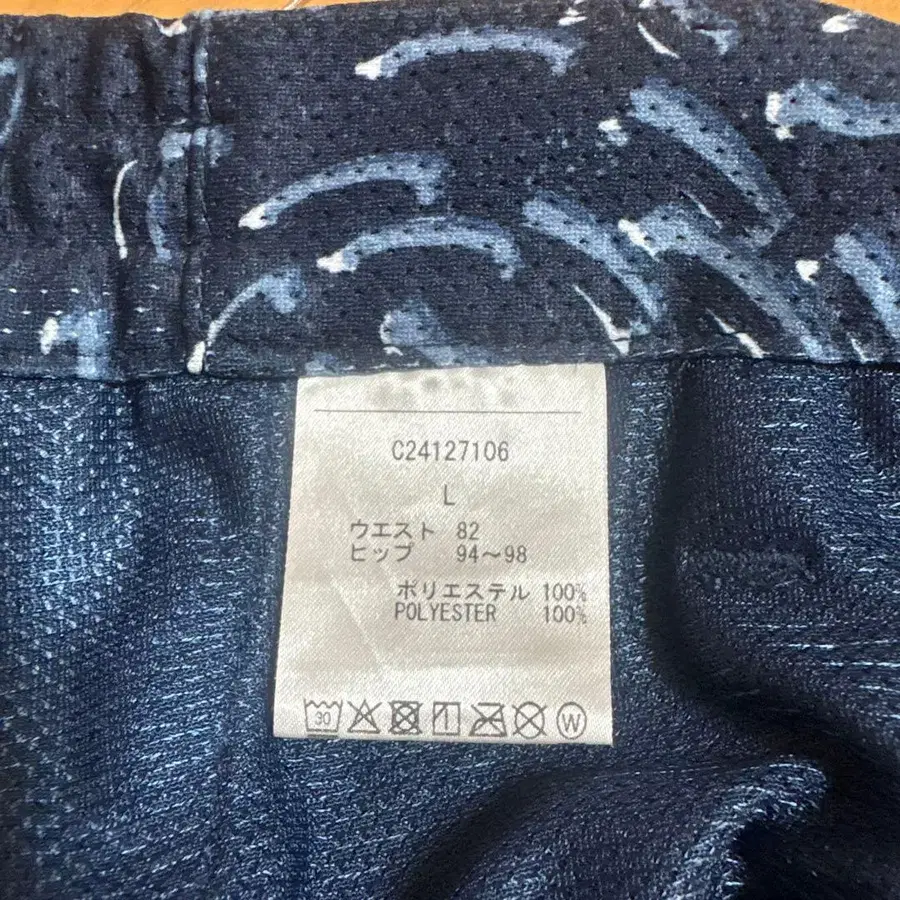 C24127106
L
ウエスト 82
ヒップ 94～98
ポリエステル 100%
POLYESTER 100%
30
W